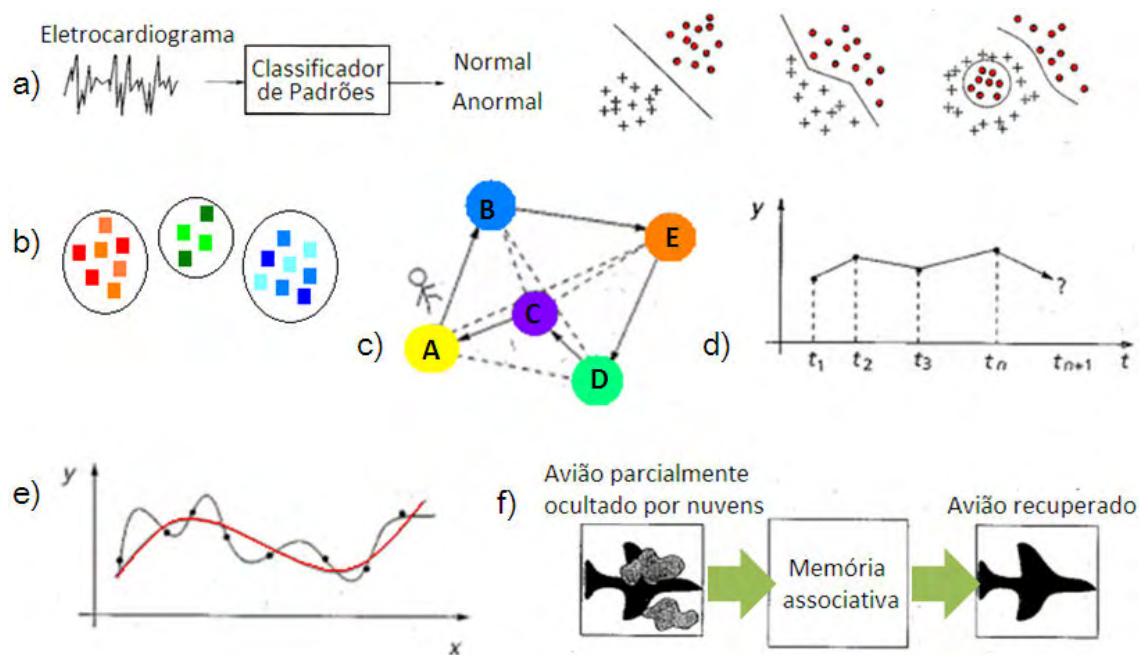 a)
Eletrocardiograma
Classificador
de Padrões
Normal
Anormal
b)
c)
A
B
C
D
E
d)
y
?
t1 t2 t3 tn tn+1 t
e)
y
x
f)
Avião parcialmente
ocultado por nuvens
Memória
associativa
Avião recuperado